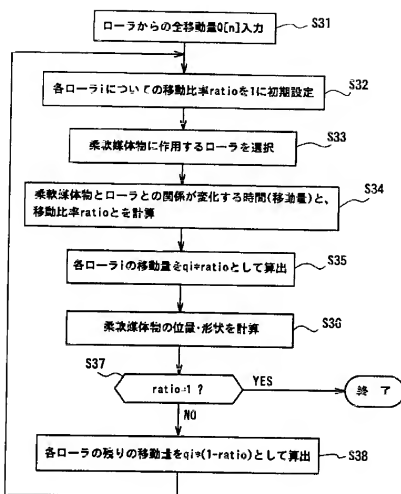 ローラからの全移動量Q[n]入力
S31
各ローラiについての移動比率ratioを1に初期設定
S32
柔軟媒体物に作用するローラを選択
S33
柔軟媒体物とローラとの関係が変化する時間(移動量)と、
移動比率ratioとを計算
S34
各ローラiの移動量をqi*ratioとして算出
S35
柔軟媒体物の位置・形状を計算
S36
S37
ratio=1 ?
YES
終 了
NO
各ローラの残りの移動量をqi*(1-ratio)として算出
S38